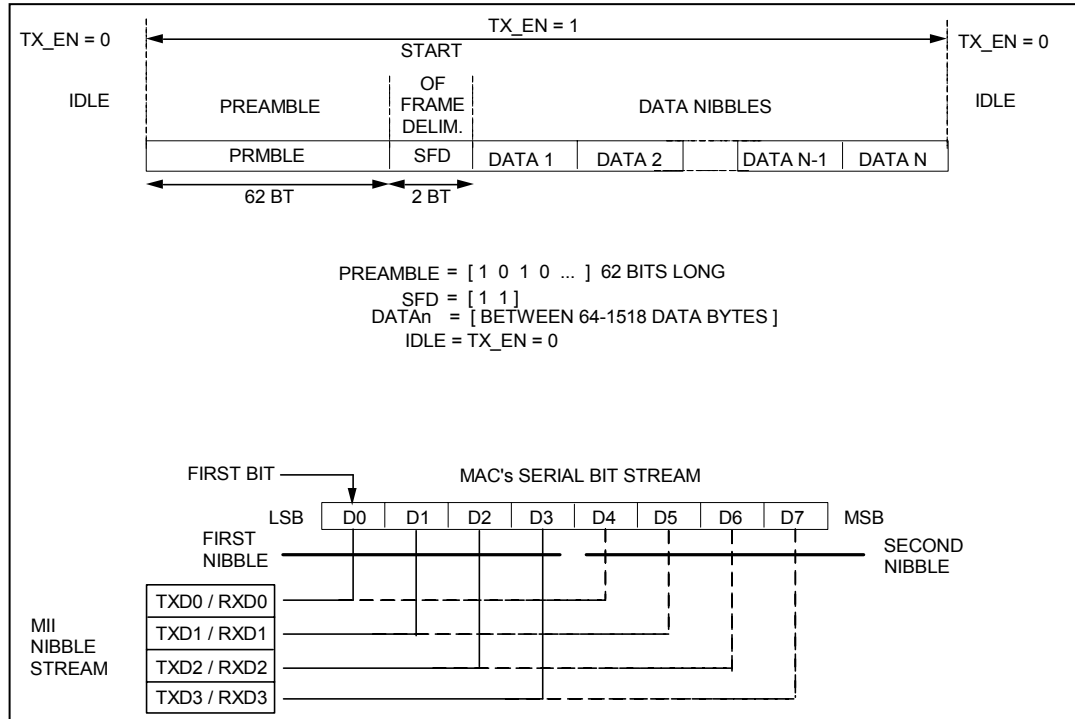 TX_EN = 0
TX_EN = 1
TX_EN = 0
IDLE
PREAMBLE
START
OF
FRAME
DELIM.
DATA NIBBLES
IDLE
PRMBLE
SFD
DATA 1
DATA 2
DATA N-1
DATA N
62 BT
2 BT
PREAMBLE = [ 1 0 1 0 ... ] 62 BITS LONG
SFD = [ 1 1 ]
DATAn = [ BETWEEN 64-1518 DATA BYTES ]
IDLE = TX_EN = 0
FIRST BIT
MAC's SERIAL BIT STREAM
LSB
D0
D1
D2
D3
D4
D5
D6
D7
MSB
FIRST
NIBBLE
SECOND
NIBBLE
MII
NIBBLE
STREAM
TXD0 / RXD0
TXD1 / RXD1
TXD2 / RXD2
TXD3 / RXD3